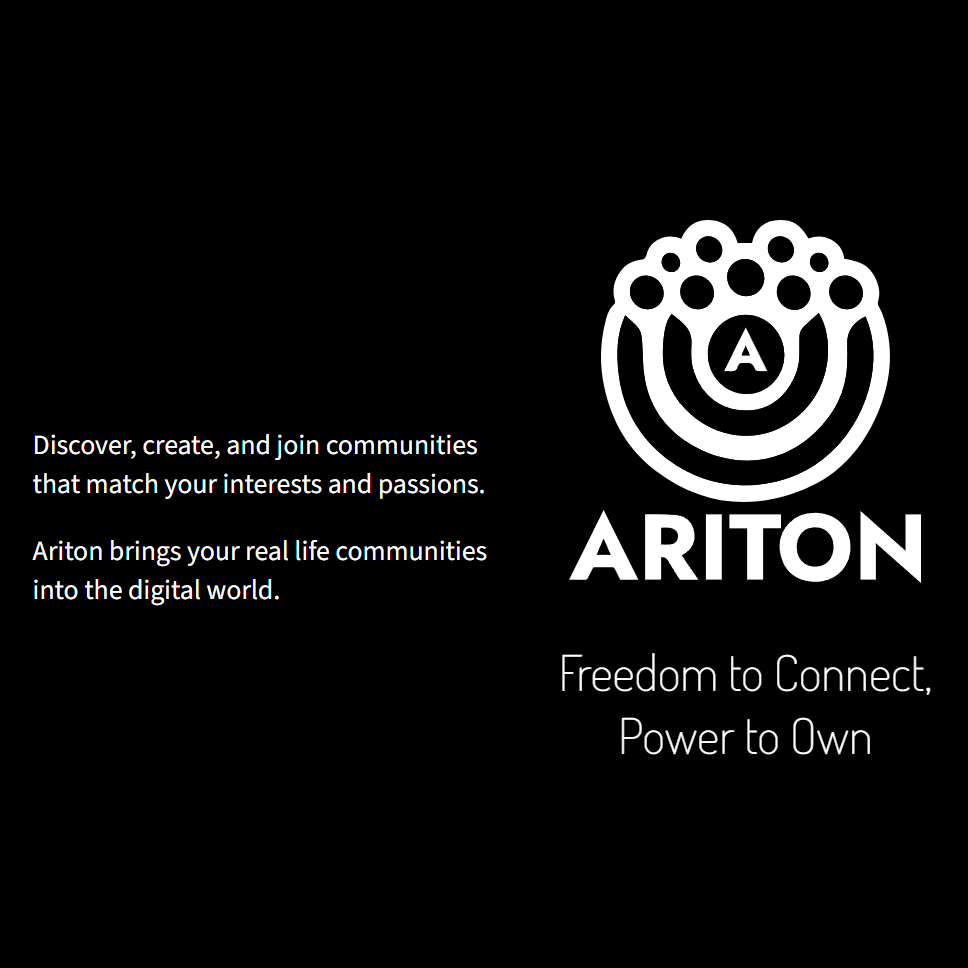 Discover, create, and join communities
that match your interests and passions.
Ariton brings your real life communities
into the digital world.
A
ARITON
Freedom to Connect,
Power to Own